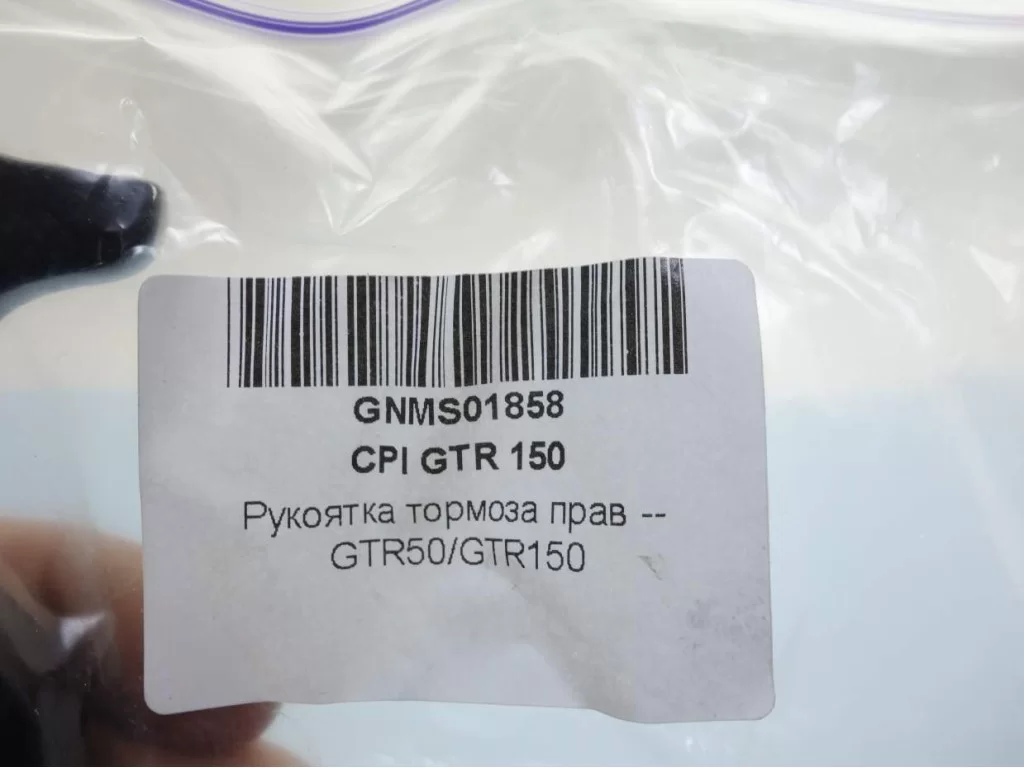 GNMS01858
CPI GTR 150
Рукоятка тормоза прав --
GTR50/GTR150